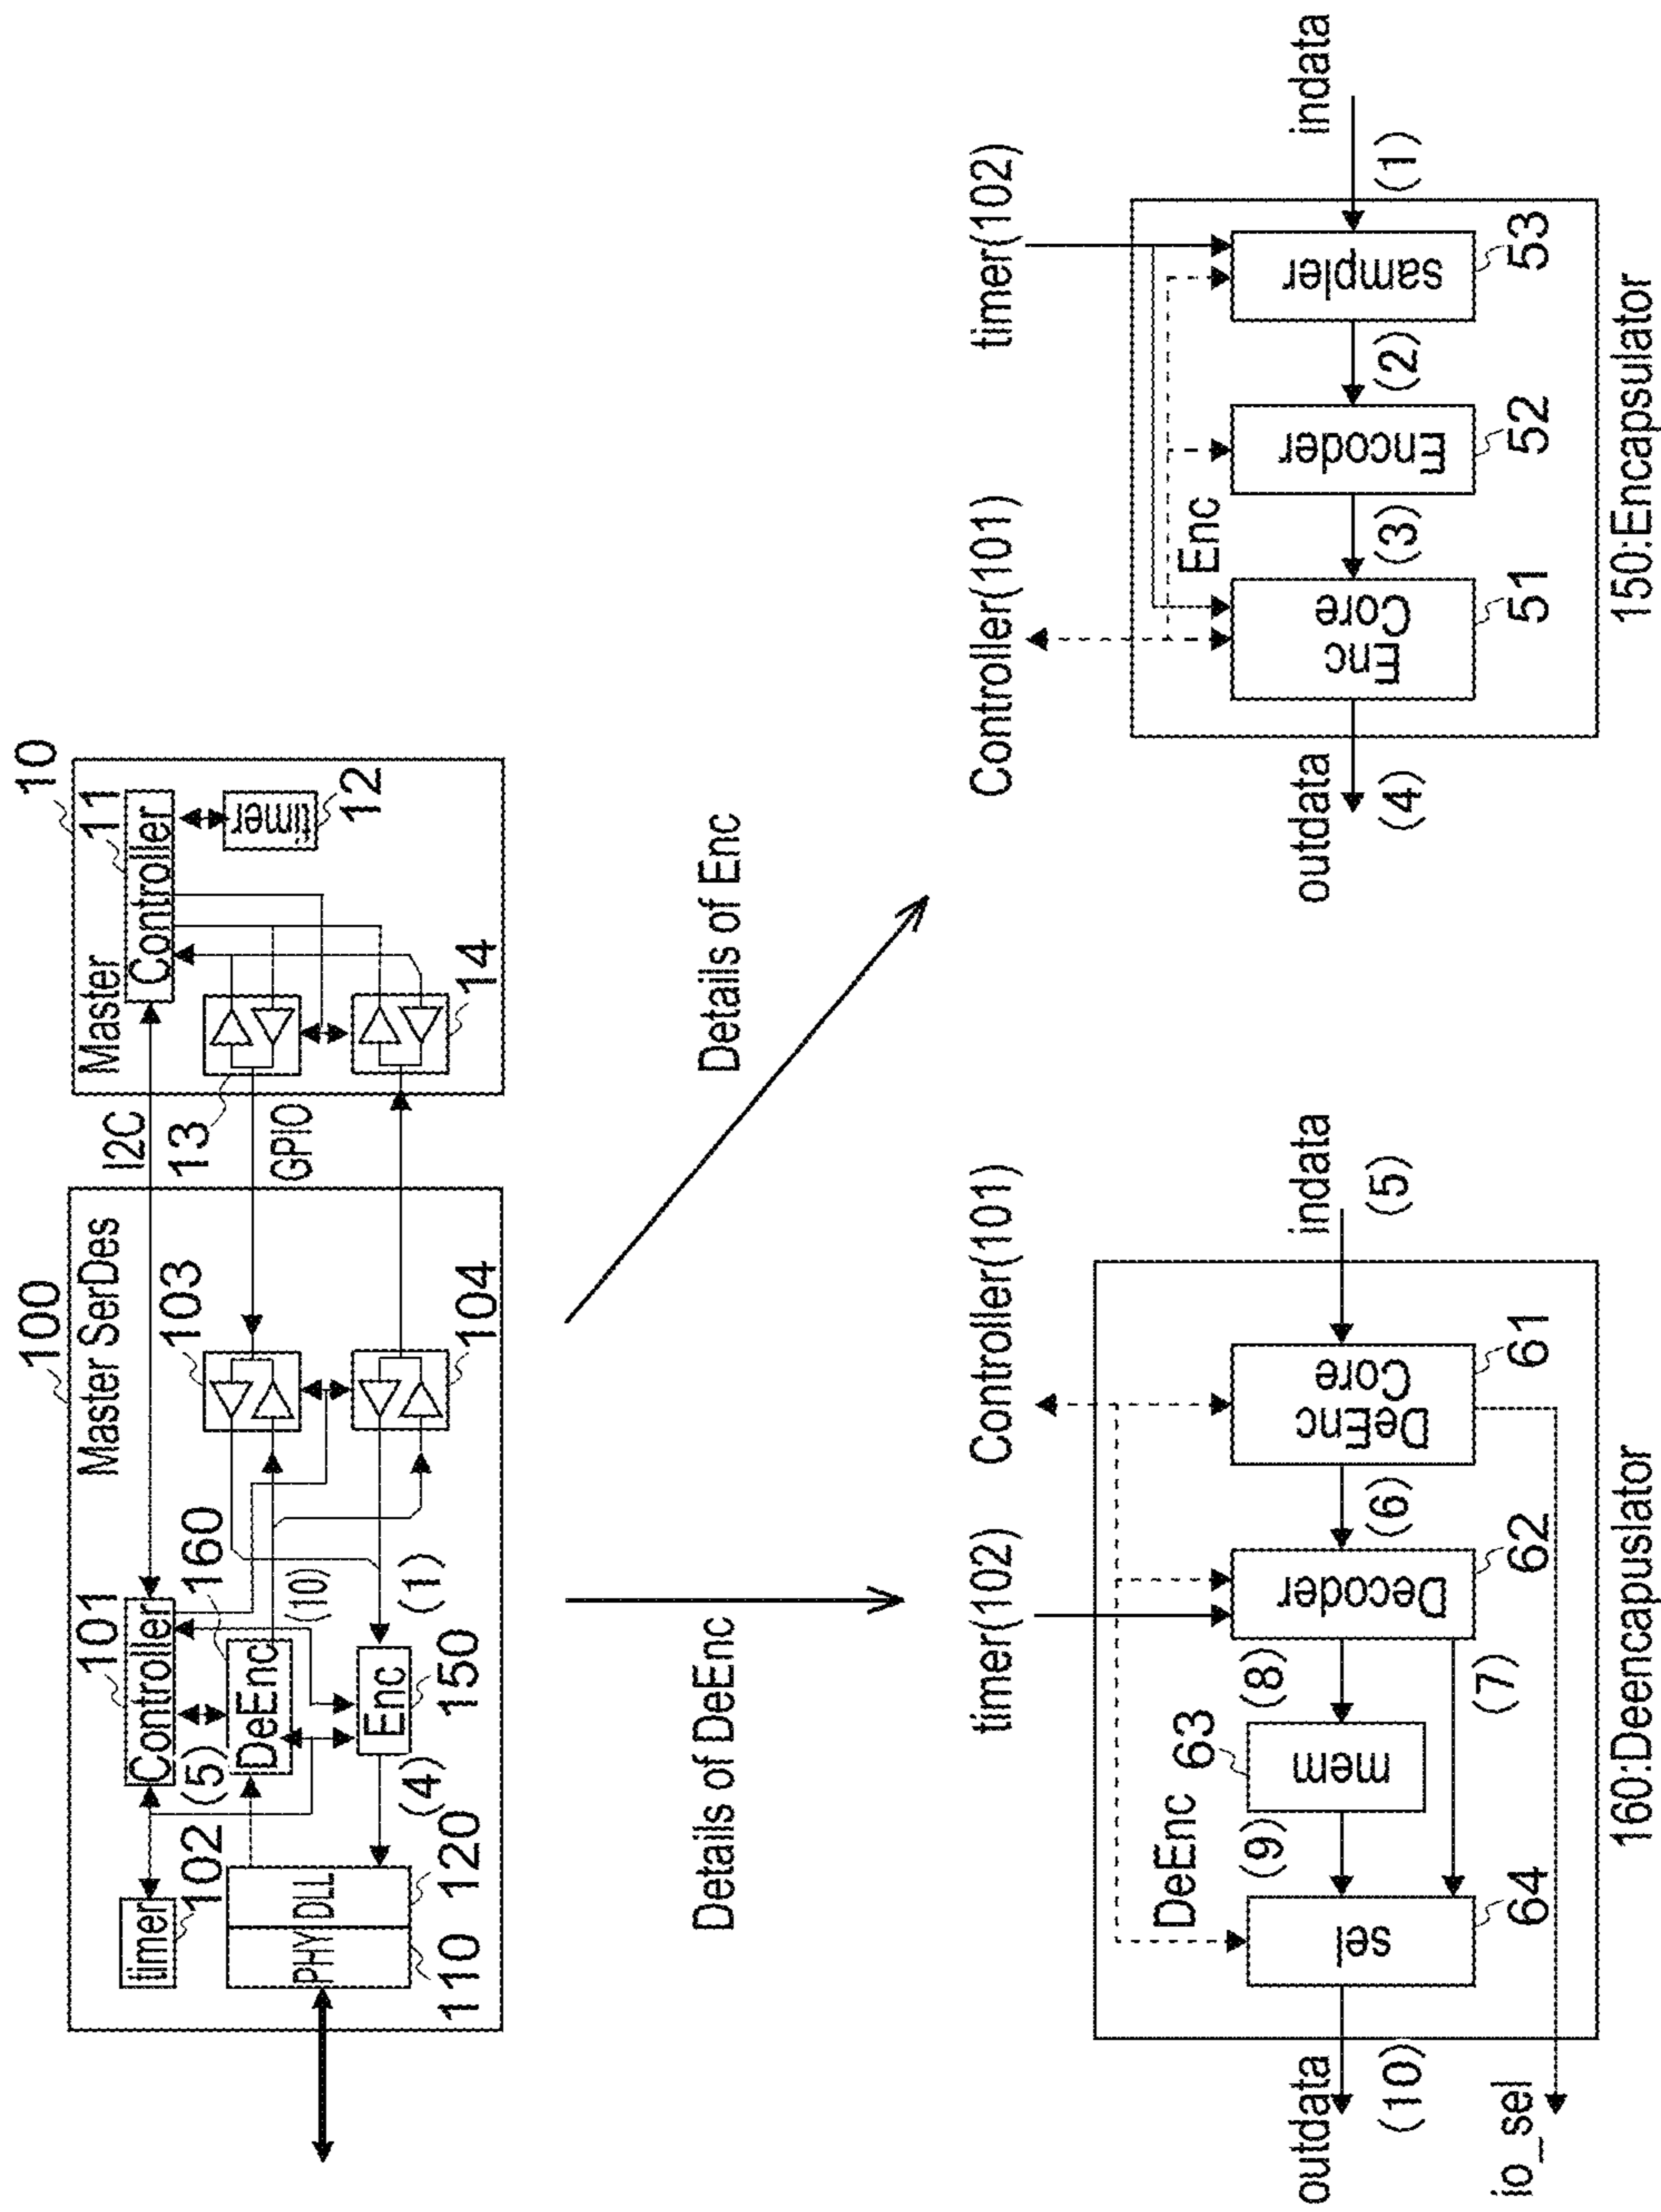 100
Master SerDes
101
Controller
timer
102
(5)
DeEnc
160
(10)
103
PHY
DLL
110
120
(4)
Enc
150
(1)
104
I2C
13
GPIO
10
Master
11
Controller
timer
12
14
Details of DeEnc
Details of Enc
timer(102)
Controller(101)
DeEnc
63
indata
(5)
DeEnc
Core
61
(6)
Decoder
62
(8)
(7)
mem
(9)
sel
64
outdata
(10)
io_sel
160:Deencapuslator
Controller(101)
timer(102)
Enc
indata
(1)
sampler
53
(2)
Encoder
52
(3)
Enc
Core
51
outdata
(4)
150:Encapsulator